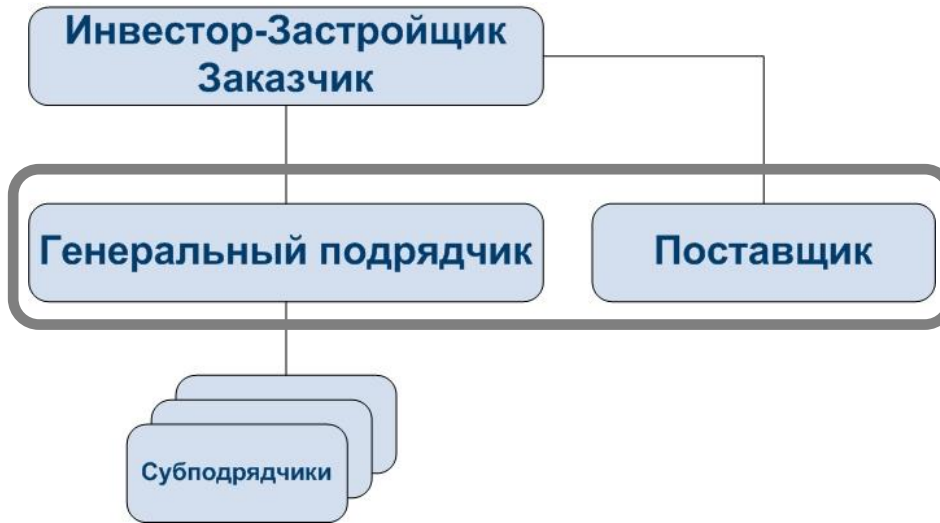 Инвестор-Застройщик
Заказчик
Генеральный подрядчик
Поставщик
Субподрядчики